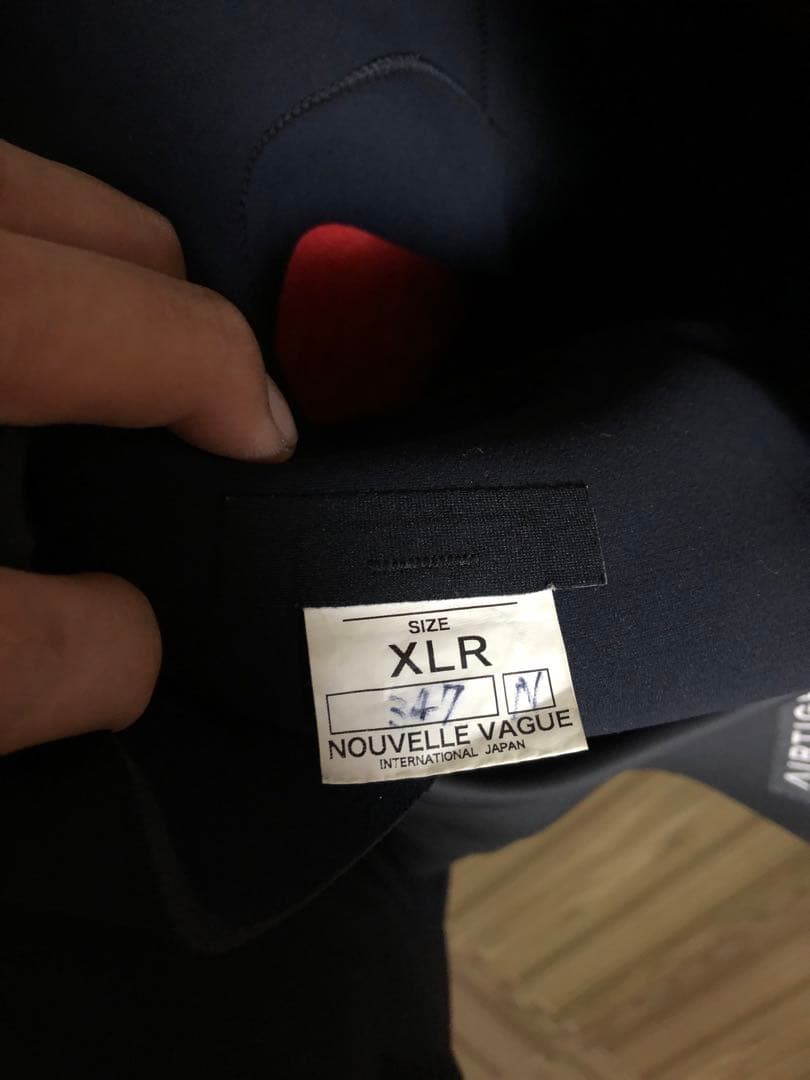 SIZE
XLR
347 N
NOUVELLE VAGUE
INTERNATIONAL JAPAN